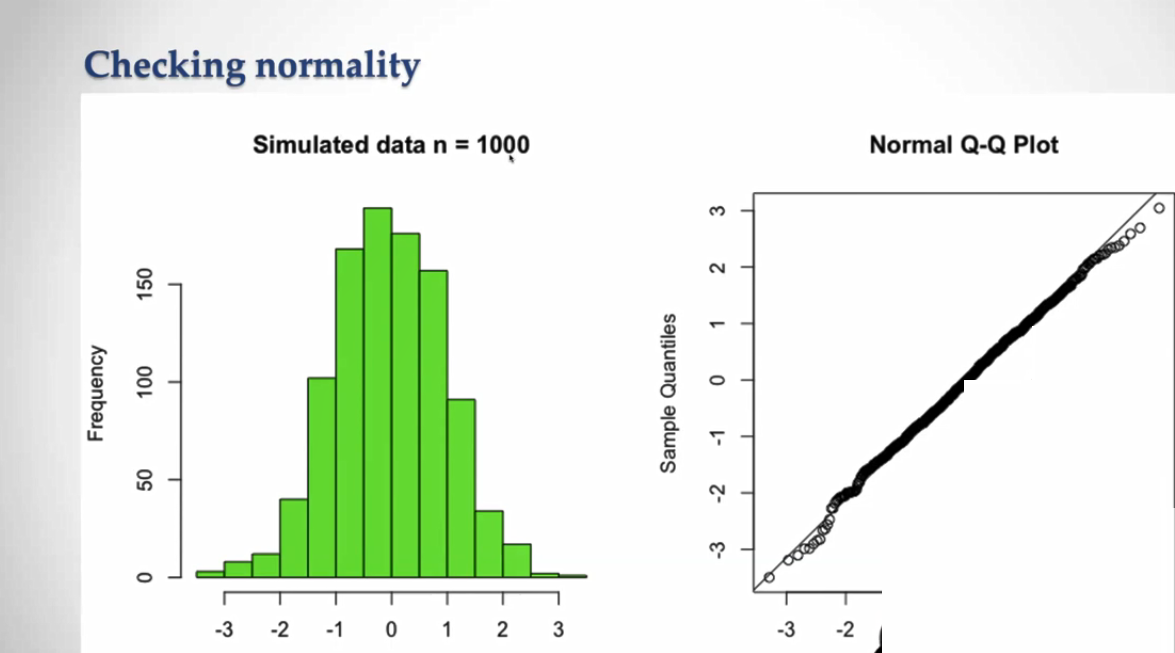 Checking normality
Simulated data n = 1000
Frequency
150
100
50
0
-3 -2 -1 0 1 2 3
Normal Q-Q Plot
Sample Quantiles
3
2
1
0
-1
-2
-3
-3 -2